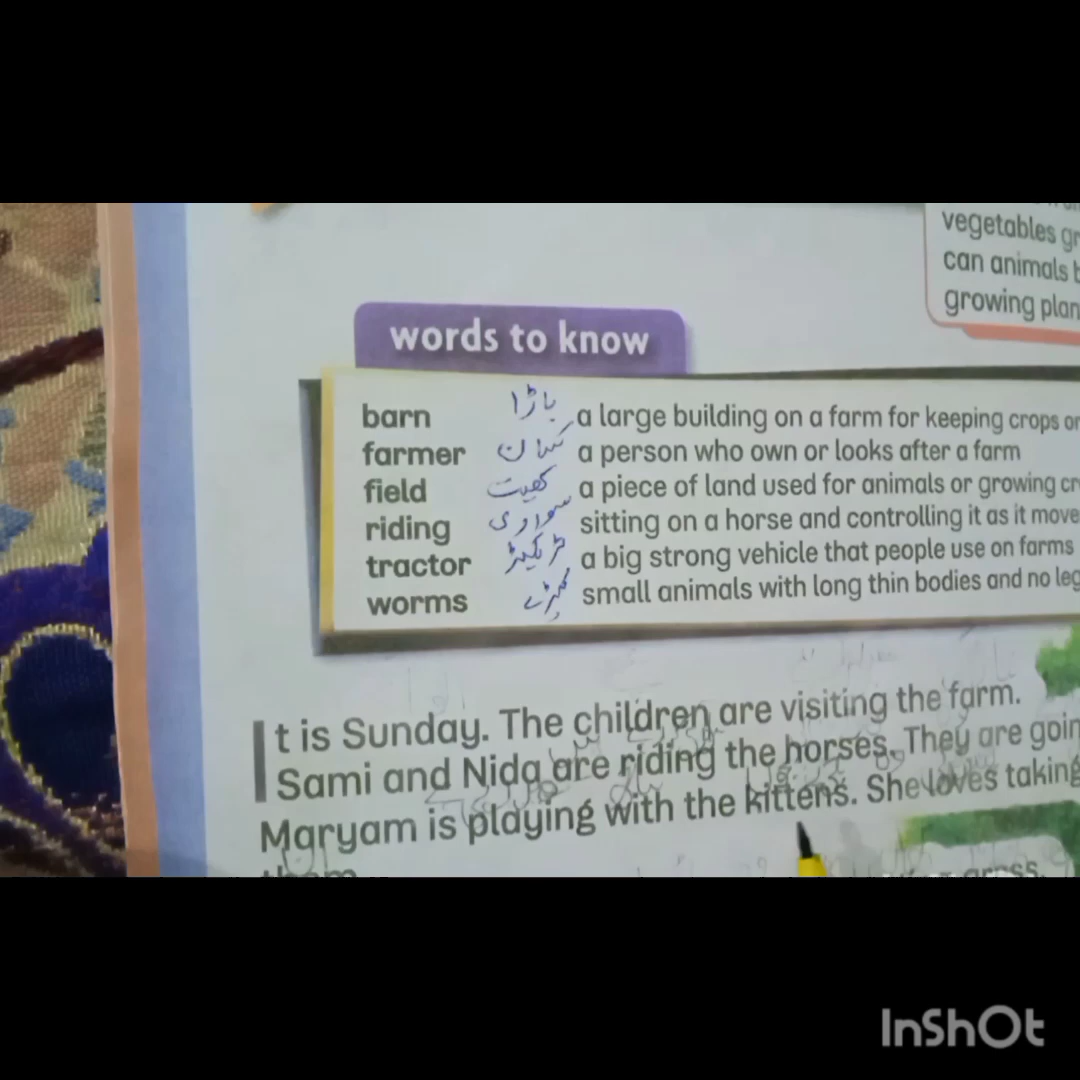 vegetables gr
can animals b
growing plan
words to know
barn باڑا a large building on a farm for keeping crops or
farmer کسان a person who own or looks after a farm
field کھیت a piece of land used for animals or growing cr
riding سواری sitting on a horse and controlling it as it move
tractor ٹریکٹر a big strong vehicle that people use on farms
worms کیڑے small animals with long thin bodies and no leg
It is Sunday. The children are visiting the farm.
Sami and Nida are riding the horses. They are goin
Maryam is playing with the kittens. She loves taking
them grass.
InShOt